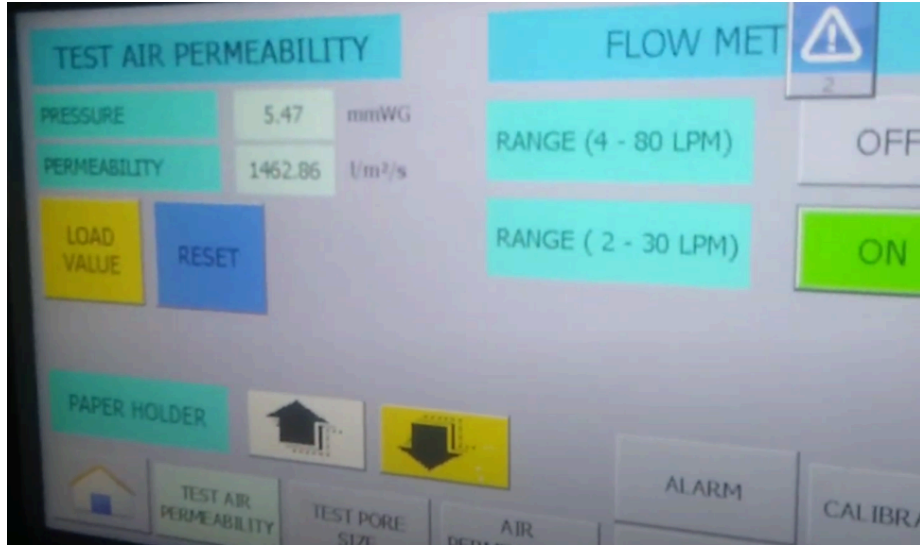 TEST AIR PERMEABILITY
FLOW MET
2
PRESSURE 5.47 mmWG
PERMEABILITY 1462.86 l/m²/s
RANGE (4 - 80 LPM) OFF
LOAD
VALUE
RESET
RANGE ( 2 - 30 LPM) ON
PAPER HOLDER
TEST AIR
PERMEABILITY
TEST PORE
SIZE
AIR
ALARM
CALIBRA